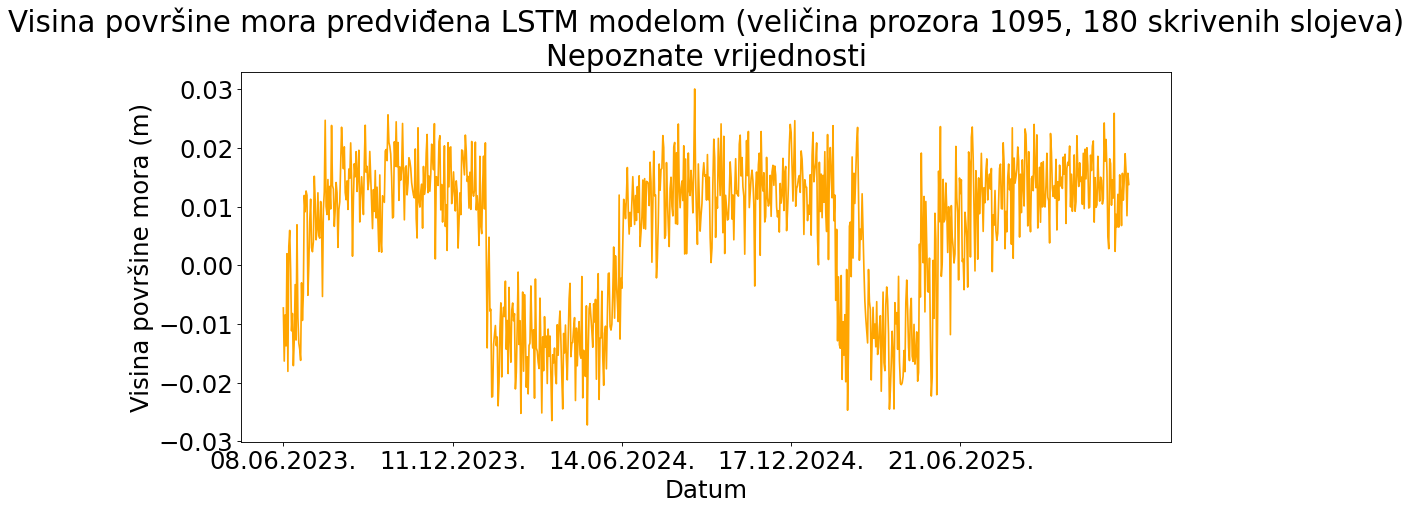 Visina površine mora predviđena LSTM modelom (veličina prozora 1095, 180 skrivenih slojeva)
Nepoznate vrijednosti
Visina površine mora (m)
0.03
0.02
0.01
0.00
−0.01
−0.02
−0.03
08.06.2023. 11.12.2023. 14.06.2024. 17.12.2024. 21.06.2025.
Datum